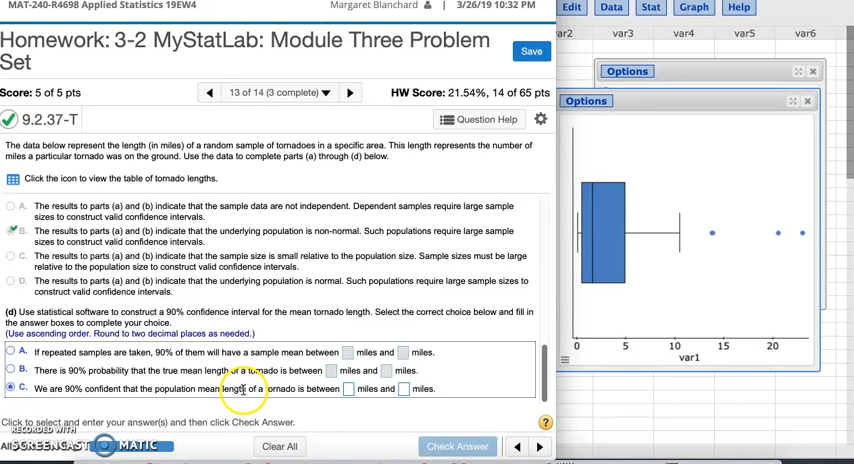 MAT-240-R4698 Applied Statistics 19EW4
Margaret Blanchard | 3/26/19 10:32 PM
Homework: 3-2 MyStatLab: Module Three Problem
Set
Save
Score: 5 of 5 pts
13 of 14 (3 complete)
HW Score: 21.54%, 14 of 65 pts
9.2.37-T
Question Help
The data below represent the length (in miles) of a random sample of tornadoes in a specific area. This length represents the number of
miles a particular tornado was on the ground. Use the data to complete parts (a) through (d) below.
Click the icon to view the table of tornado lengths.
A. The results to parts (a) and (b) indicate that the sample data are not independent. Dependent samples require large sample
sizes to construct valid confidence intervals.
B. The results to parts (a) and (b) indicate that the underlying population is non-normal. Such populations require large sample
sizes to construct valid confidence intervals.
C. The results to parts (a) and (b) indicate that the sample size is small relative to the population size. Sample sizes must be large
relative to the population size to construct valid confidence intervals.
D. The results to parts (a) and (b) indicate that the underlying population is normal. Such populations require large sample sizes to
construct valid confidence intervals.
(d) Use statistical software to construct a 90% confidence interval for the mean tornado length. Select the correct choice below and fill in
the answer boxes to complete your choice.
(Use ascending order. Round to two decimal places as needed.)
A. If repeated samples are taken, 90% of them will have a sample mean between miles and miles.
B. There is 90% probability that the true mean length of a tornado is between miles and miles.
C. We are 90% confident that the population mean length of a tornado is between miles and miles.
Click to select and enter your answer(s) and then click Check Answer.
?
All
RECORDED WITH
SCREENCAST MATIC
Clear All
Check Answer
Edit Data Stat Graph Help
var2 var3 var4 var5 var6
Options
Options
0 5 10 15 20
var1